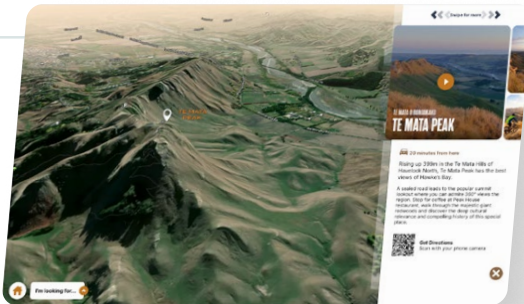 Swipe for more
TE MATA PEAK
20 minutes from here
Rising up 399m in the Te Mata Hills of
Havelock North, Te Mata Peak has the best
views of Hawke's Bay.
A sealed road leads to the popular summit
lookout where you can admire 360° views the
region. Stop for coffee at Peak House
restaurant, walk through the majestic giant
redwoods and discover the deep cultural
relevance and compelling history of this special
place.
Get Directions
Scan with your phone camera
I'm looking for...